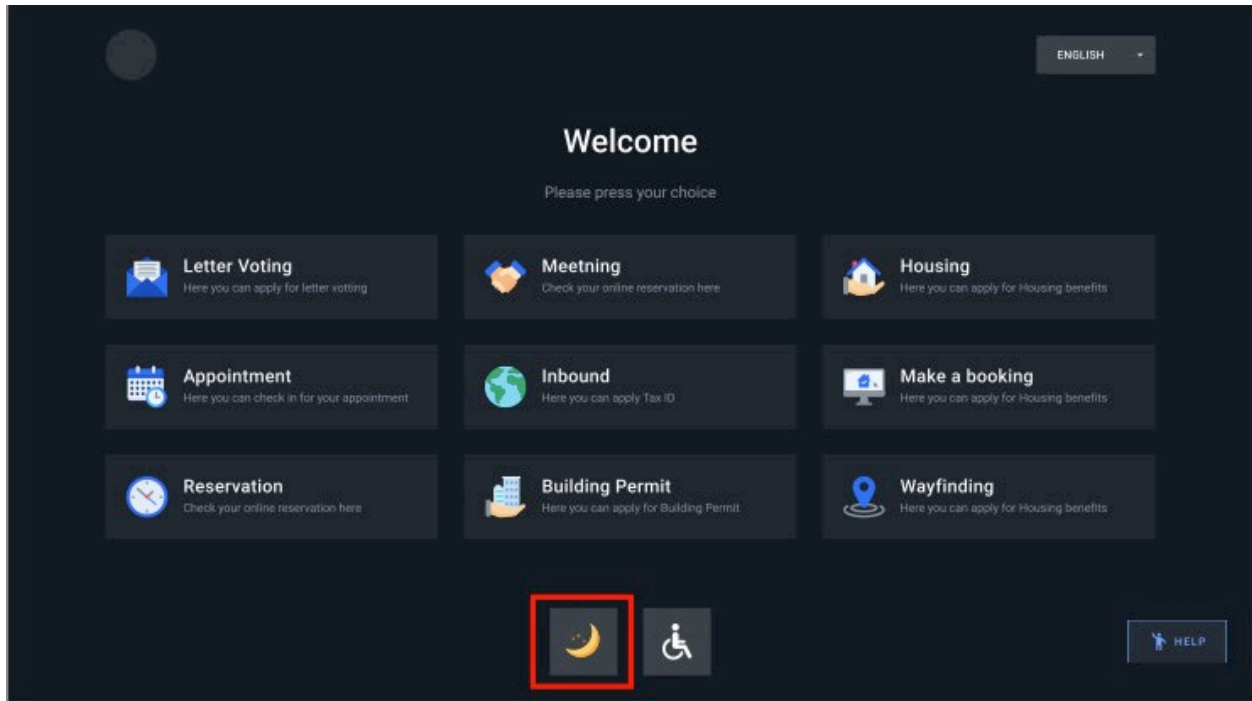 ENGLISH
Welcome
Please press your choice
Letter Voting
Here you can apply for letter votting
Meetning
Check your online reservation here
Housing
Here you can apply for Housing benefits
Appointment
Here you can check in for your appointment
Inbound
Here you can apply Tax ID
Make a booking
Here you can apply for Housing benefits
Reservation
Check your online reservation here
Building Permit
Here you can apply for Building Permit
Wayfinding
Here you can apply for Housing benefits
HELP